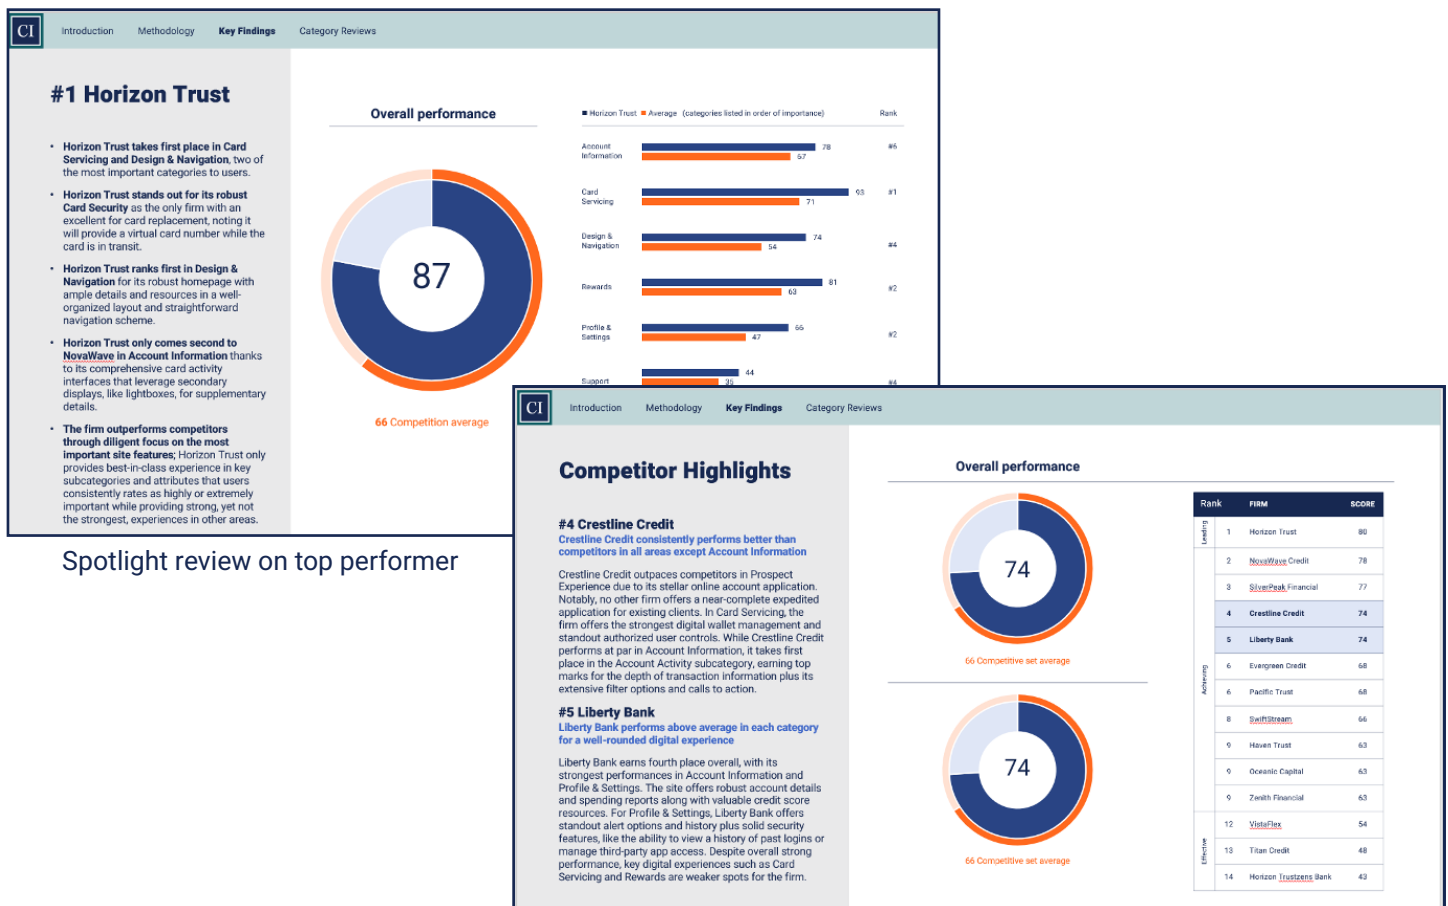 CI Introduction Methodology Key Findings Category Reviews
#1 Horizon Trust
• Horizon Trust takes first place in Card
Servicing and Design & Navigation, two of
the most important categories to users.
• Horizon Trust stands out for its robust
Card Security as the only firm with an
excellent for card replacement, noting it
will provide a virtual card number while the
card is in transit.
• Horizon Trust ranks first in Design &
Navigation for its robust homepage with
ample details and resources in a well-
organized layout and straightforward
navigation scheme.
• Horizon Trust only comes second to
NovaWave in Account Information thanks
to its comprehensive card activity
interfaces that leverage secondary
displays, like lightboxes, for supplementary
details.
• The firm outperforms competitors
through diligent focus on the most
important site features; Horizon Trust only
provides best-in-class experience in key
subcategories and attributes that users
consistently rates as highly or extremely
important while providing strong, yet not
the strongest, experiences in other areas.
Overall performance
87
66 Competition average
Horizon Trust Average (categories listed in order of importance) Rank
Account
Information
78
67
#6
Card
Servicing
93
71
#1
Design &
Navigation
74
54
#4
Rewards
81
63
#2
Profile &
Settings
66
47
#2
Support
44
35
#4
Spotlight review on top performer
CI Introduction Methodology Key Findings Category Reviews
Competitor Highlights
#4 Crestline Credit
Crestline Credit consistently performs better than
competitors in all areas except Account Information
Crestline Credit outpaces competitors in Prospect
Experience due to its stellar online account application.
Notably, no other firm offers a near-complete expedited
application for existing clients. In Card Servicing, the
firm offers the strongest digital wallet management and
standout authorized user controls. While Crestline Credit
performs at par in Account Information, it takes first
place in the Account Activity subcategory, earning top
marks for the depth of transaction information plus its
extensive filter options and calls to action.
#5 Liberty Bank
Liberty Bank performs above average in each category
for a well-rounded digital experience
Liberty Bank earns fourth place overall, with its
strongest performances in Account Information and
Profile & Settings. The site offers robust account details
and spending reports along with valuable credit score
resources. For Profile & Settings, Liberty Bank offers
standout alert options and history plus solid security
features, like the ability to view a history of past logins or
manage third-party app access. Despite overall strong
performance, key digital experiences such as Card
Servicing and Rewards are weaker spots for the firm.
Overall performance
74
66 Competitive set average
74
66 Competitive set average
Rank FIRM SCORE
Leading
1 Horizon Trust 80
Achieving
2 NovaWave Credit 78
3 SilverPeak Financial 77
4 Crestline Credit 74
5 Liberty Bank 74
6 Evergreen Credit 68
6 Pacific Trust 68
8 SwiftStream 66
9 Haven Trust 63
9 Oceanic Capital 63
9 Zenith Financial 63
Effective
12 VistaFlex 54
13 Titan Credit 48
14 Horizon Trustzens Bank 43